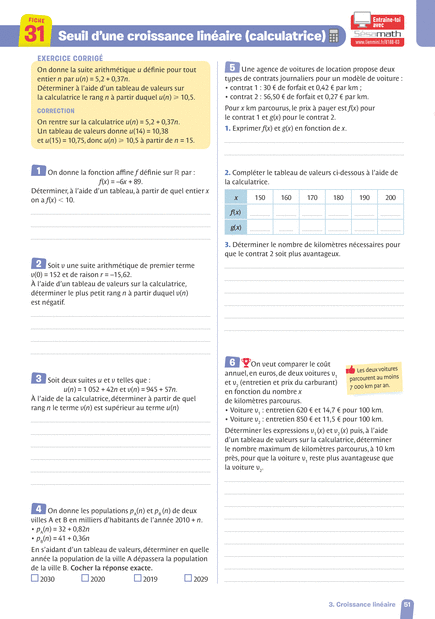 FICHE
31
Seuil d'une croissance linéaire (calculatrice)
Entraîne-toi
avec
Sésamath
EXERCICE CORRIGÉ
On donne la suite arithmétique u définie pour tout
entier n par u(n) = 5,2 + 0,37n.
Déterminer à l'aide d'un tableau de valeurs sur
la calculatrice le rang n à partir duquel u(n) ⩾ 10,5.
CORRECTION
On rentre sur la calculatrice u(n) = 5,2 + 0,37n.
Un tableau de valeurs donne u(14) = 10,38
et u(15) = 10,75, donc u(n) ⩾ 10,5 à partir de n = 15.
1 On donne la fonction affine f définie sur ℝ par :
f(x) = –6x + 89.
Déterminer, à l'aide d'un tableau, à partir de quel entier x
on a f(x) < 10.
2 Soit v une suite arithmétique de premier terme
v(0) = 152 et de raison r = –15,62.
À l'aide d'un tableau de valeurs sur la calculatrice,
déterminer le plus petit rang n à partir duquel v(n)
est négatif.
3 Soit deux suites u et v telles que :
u(n) = 1 052 + 42n et v(n) = 945 + 57n.
À l'aide de la calculatrice, déterminer à partir de quel
rang n le terme v(n) est supérieur au terme u(n)
4 On donne les populations p_A(n) et p_B(n) de deux
villes A et B en milliers d'habitants de l'année 2010 + n.
• p_A(n) = 32 + 0,82n
• p_B(n) = 41 + 0,36n
En s'aidant d'un tableau de valeurs, déterminer en quelle
année la population de la ville A dépassera la population
de la ville B. Cocher la réponse exacte.
☐ 2030 ☐ 2020 ☐ 2019 ☐ 2029
5 Une agence de voitures de location propose deux
types de contrats journaliers pour un modèle de voiture :
• contrat 1 : 30 € de forfait et 0,42 € par km ;
• contrat 2 : 56,50 € de forfait et 0,27 € par km.
Pour x km parcourus, le prix à payer est f(x) pour
le contrat 1 et g(x) pour le contrat 2.
1. Exprimer f(x) et g(x) en fonction de x.
2. Compléter le tableau de valeurs ci-dessous à l'aide de
la calculatrice.
x 150 160 170 180 190 200
f(x)
g(x)
3. Déterminer le nombre de kilomètres nécessaires pour
que le contrat 2 soit plus avantageux.
6 On veut comparer le coût
annuel, en euros, de deux voitures v₁
et v₂ (entretien et prix du carburant)
en fonction du nombre x
de kilomètres parcourus.
Les deux voitures
parcourent au moins
7 000 km par an.
• Voiture v₁ : entretien 620 € et 14,7 € pour 100 km.
• Voiture v₂ : entretien 850 € et 11,5 € pour 100 km.
Déterminer les expressions v₁(x) et v₂(x) puis, à l'aide
d'un tableau de valeurs sur la calculatrice, déterminer
le nombre maximum de kilomètres parcourus, à 10 km
près, pour que la voiture v₁ reste plus avantageuse que
la voiture v₂.
3. Croissance linéaire 51